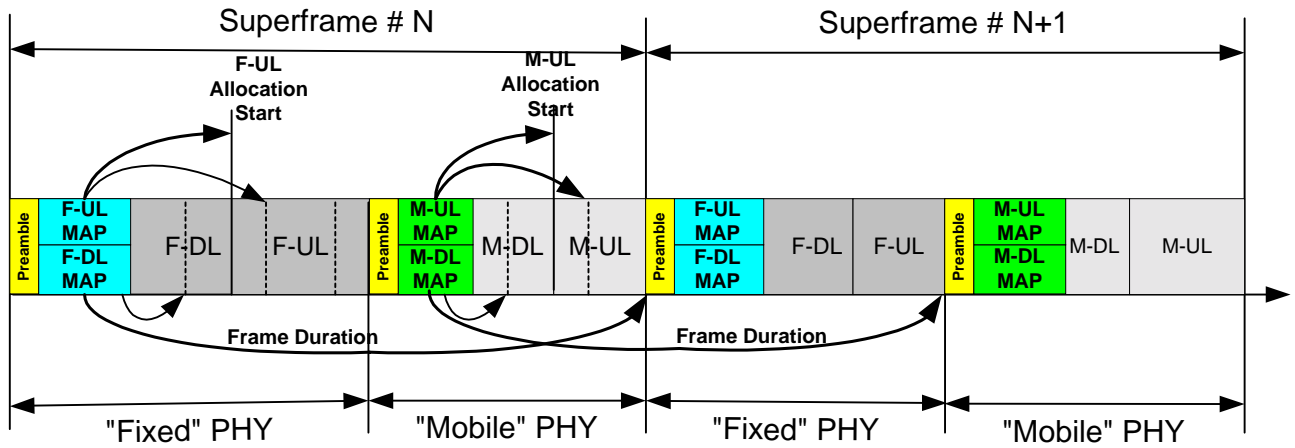 Superframe # N
Superframe # N+1
F-UL
Allocation
Start
M-UL
Allocation
Start
Preamble
F-UL
MAP
F-DL
MAP
F-DL
F-UL
Preamble
M-UL
MAP
M-DL
MAP
M-DL
M-UL
Preamble
F-UL
MAP
F-DL
MAP
F-DL
F-UL
Preamble
M-UL
MAP
M-DL
MAP
M-DL
M-UL
Frame Duration
Frame Duration
"Fixed" PHY
"Mobile" PHY
"Fixed" PHY
"Mobile" PHY